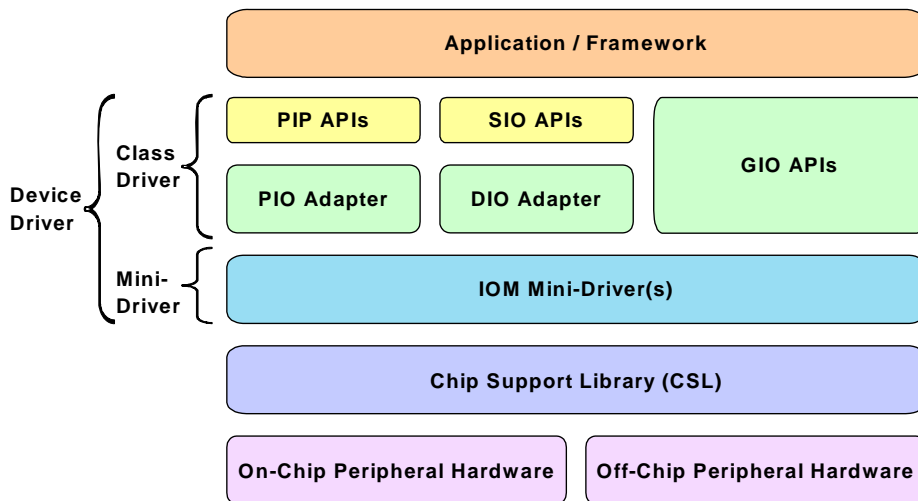 Application / Framework
PIP APIs
SIO APIs
GIO APIs
Class
Driver
PIO Adapter
DIO Adapter
Device
Driver
Mini-
Driver
IOM Mini-Driver(s)
Chip Support Library (CSL)
On-Chip Peripheral Hardware
Off-Chip Peripheral Hardware